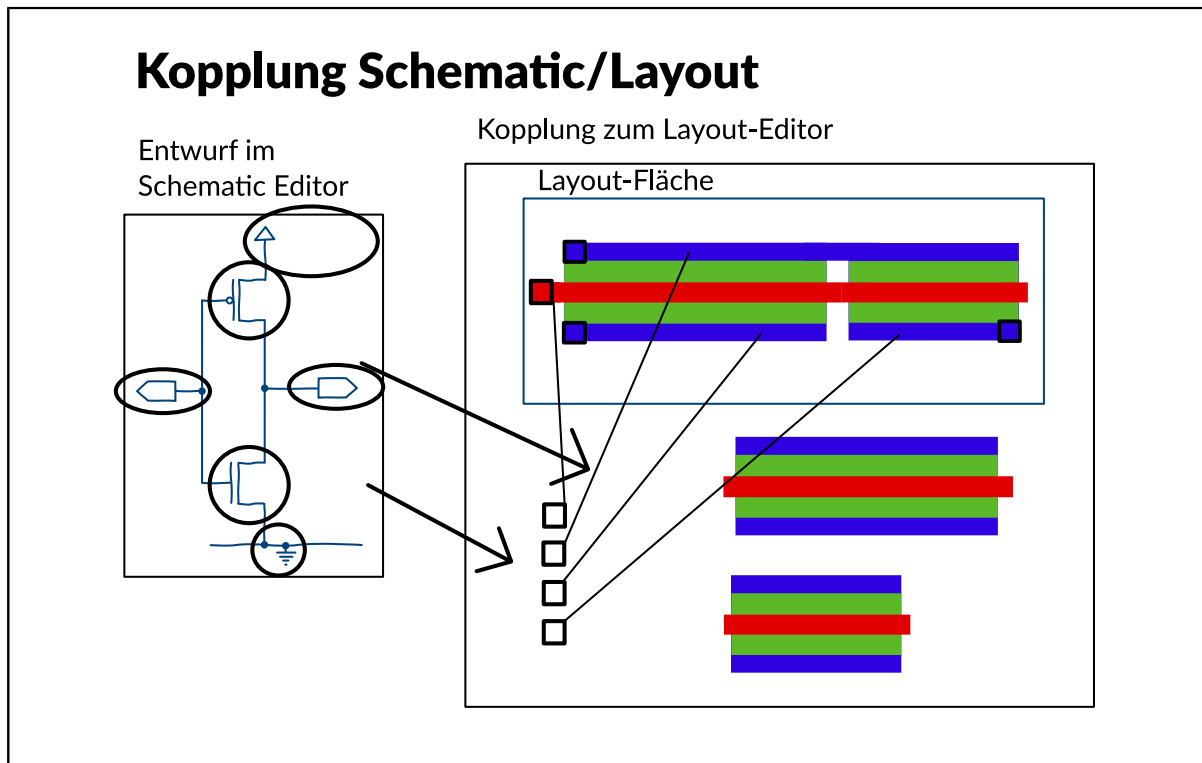 Kopplung Schematic/Layout
Kopplung zum Layout-Editor
Entwurf im
Schematic Editor
Layout-Fläche